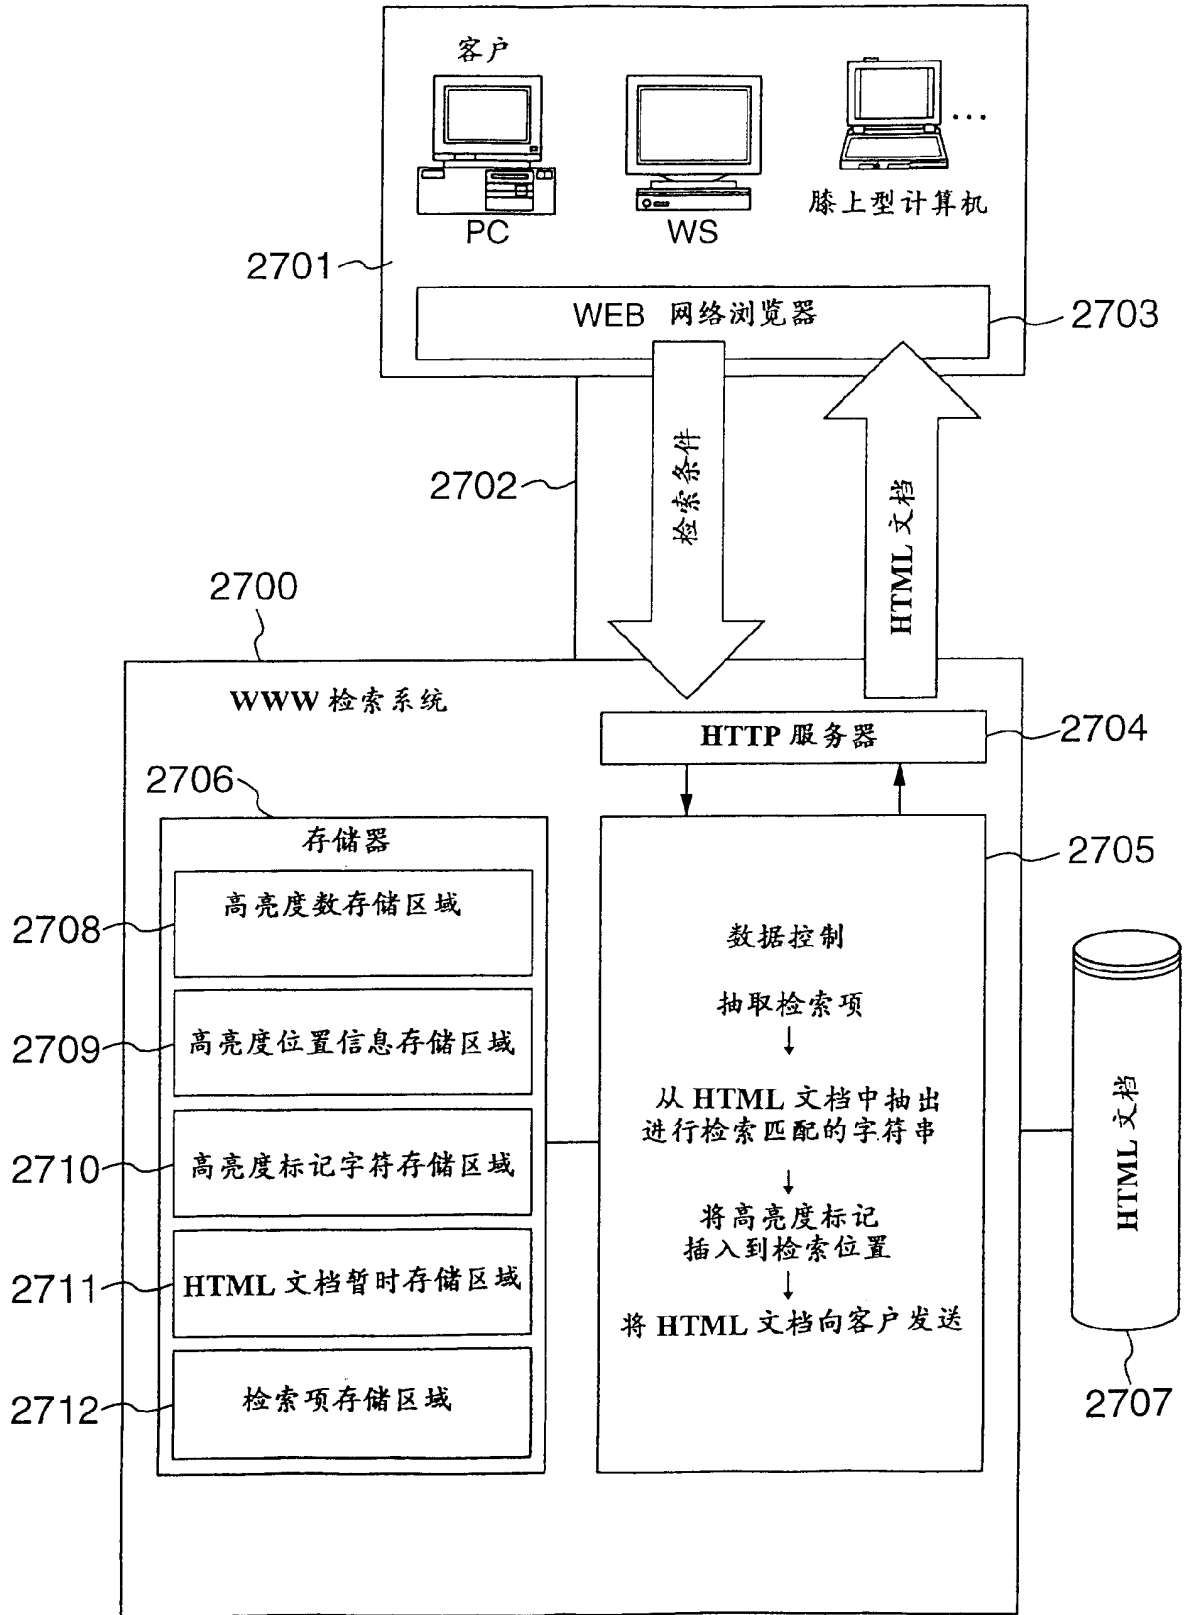 客户
PC
WS
...
膝上型计算机
2701
WEB 网络浏览器
2703
2702
检索条件
HTML 文档
2700
WWW 检索系统
HTTP 服务器
2704
2706
存储器
2705
高亮度数存储区域
2708
数据控制
抽取检索项
高亮度位置信息存储区域
2709
从 HTML 文档中抽出
进行检索匹配的字符串
高亮度标记字符存储区域
2710
将高亮度标记
插入到检索位置
HTML 文档暂时存储区域
2711
将 HTML 文档向客户发送
检索项存储区域
2712
HTML 文档
2707